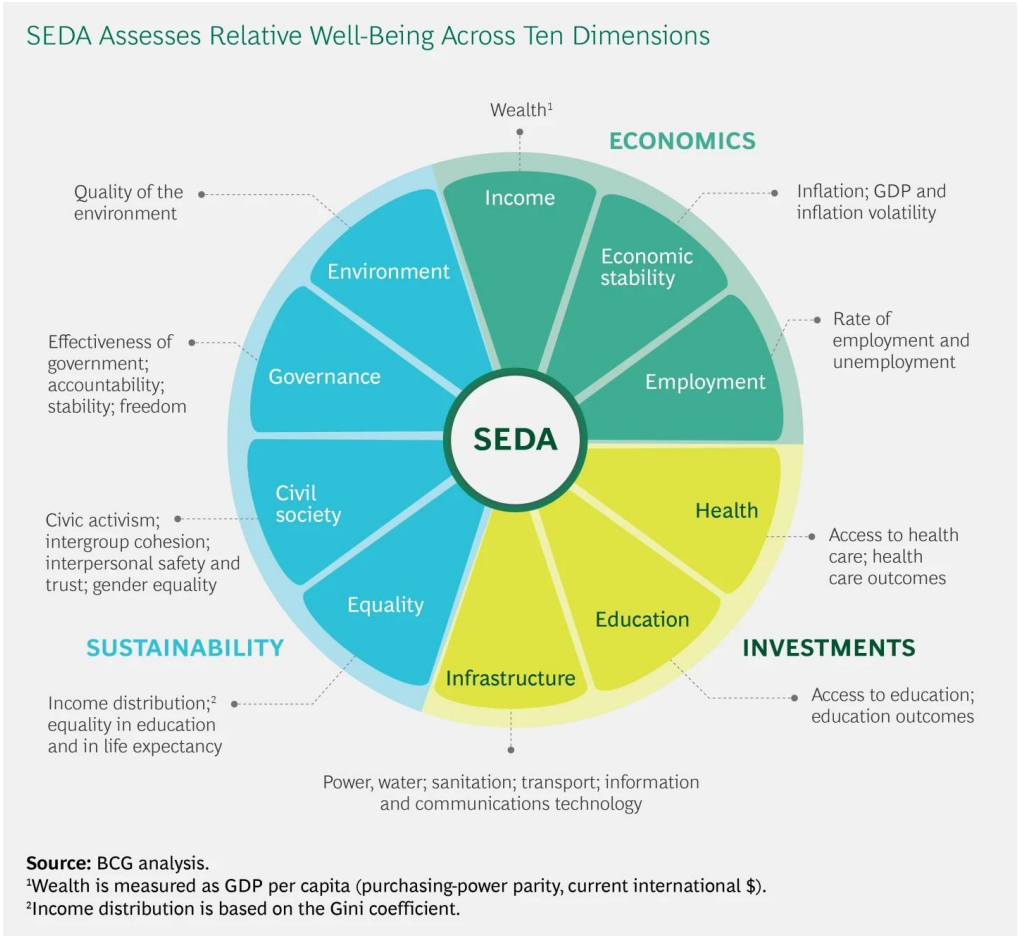 SEDA Assesses Relative Well-Being Across Ten Dimensions
Wealth¹
ECONOMICS
Income
Inflation; GDP and
inflation volatility
Economic
stability
Rate of
employment and
unemployment
Employment
SEDA
Health
Access to health
care; health
care outcomes
Education
INVESTMENTS
Access to education;
education outcomes
Infrastructure
Power, water; sanitation; transport; information
and communications technology
Equality
SUSTAINABILITY
Income distribution;²
equality in education
and in life expectancy
Civil
society
Civic activism;
intergroup cohesion;
interpersonal safety and
trust; gender equality
Governance
Effectiveness of
government;
accountability;
stability; freedom
Environment
Quality of the
environment
Source: BCG analysis.
¹Wealth is measured as GDP per capita (purchasing-power parity, current international $).
²Income distribution is based on the Gini coefficient.